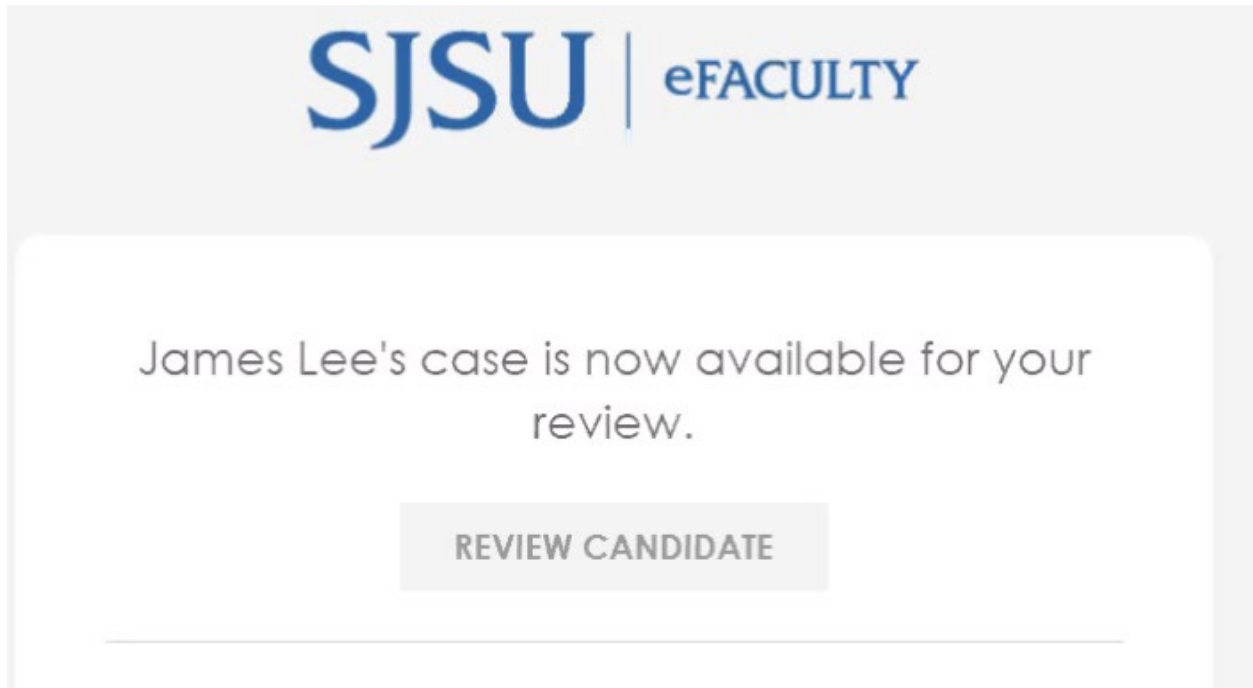 SJSU | eFACULTY
James Lee's case is now available for your
review.
REVIEW CANDIDATE